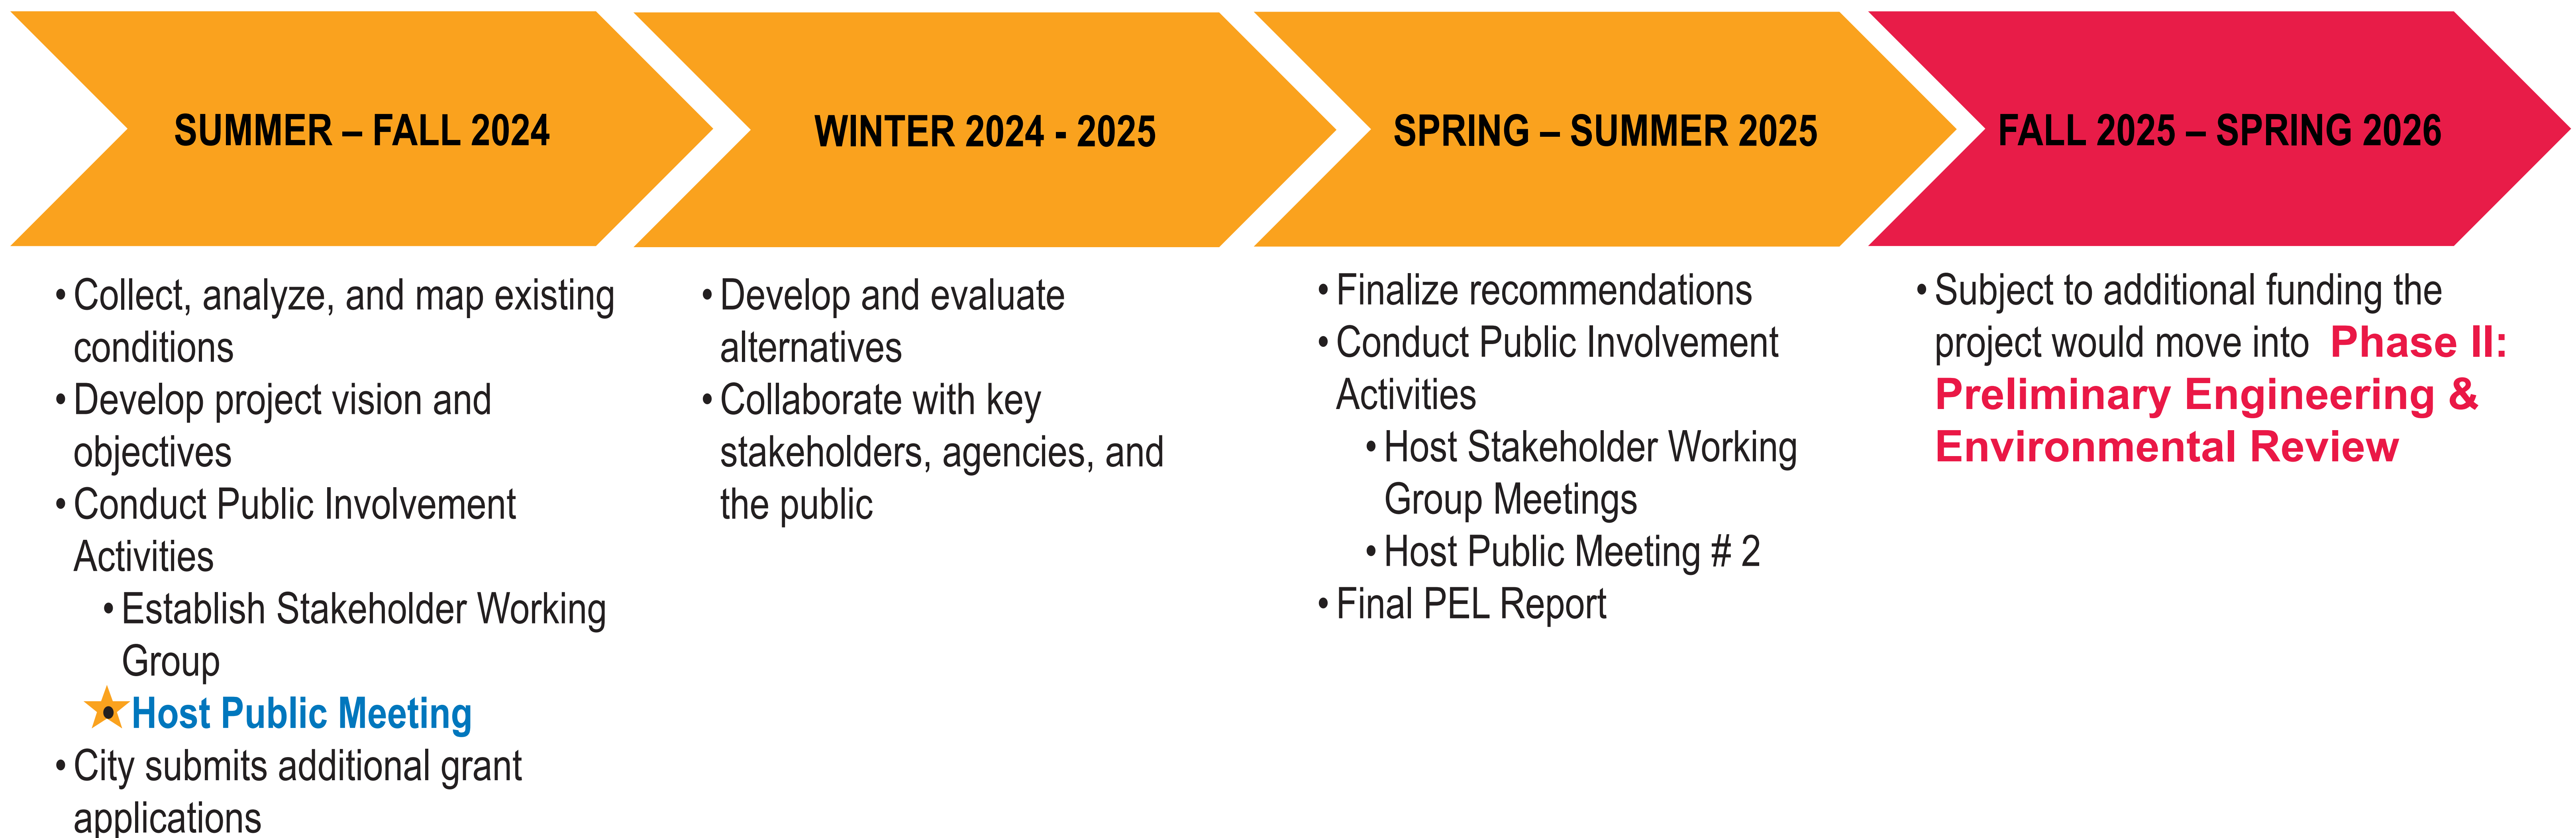 SUMMER – FALL 2024
• Collect, analyze, and map existing
conditions
• Develop project vision and
objectives
• Conduct Public Involvement
Activities
• Establish Stakeholder Working
Group
• Host Public Meeting
• City submits additional grant
applications
WINTER 2024 - 2025
• Develop and evaluate
alternatives
• Collaborate with key
stakeholders, agencies, and
the public
SPRING – SUMMER 2025
• Finalize recommendations
• Conduct Public Involvement
Activities
• Host Stakeholder Working
Group Meetings
• Host Public Meeting # 2
• Final PEL Report
FALL 2025 – SPRING 2026
• Subject to additional funding the
project would move into Phase II:
Preliminary Engineering &
Environmental Review